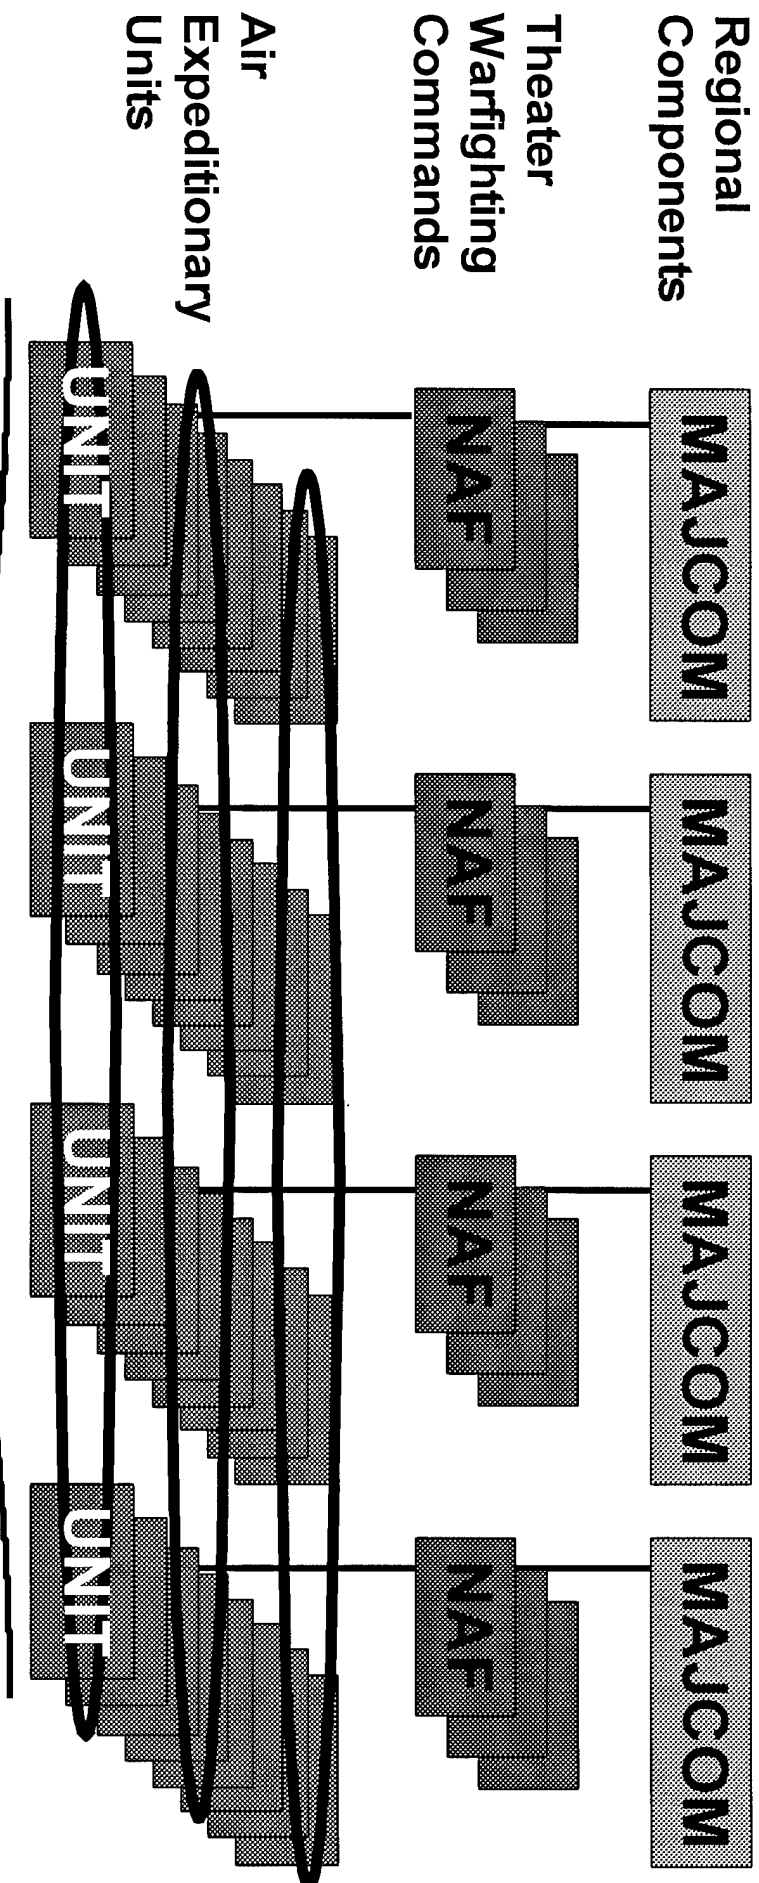 Regional
Components
MAJCOM
MAJCOM
MAJCOM
MAJCOM
Theater
Warfighting
Commands
NAF
NAF
NAF
NAF
Air
Expeditionary
Units
UNIT
UNIT
UNIT
UNIT